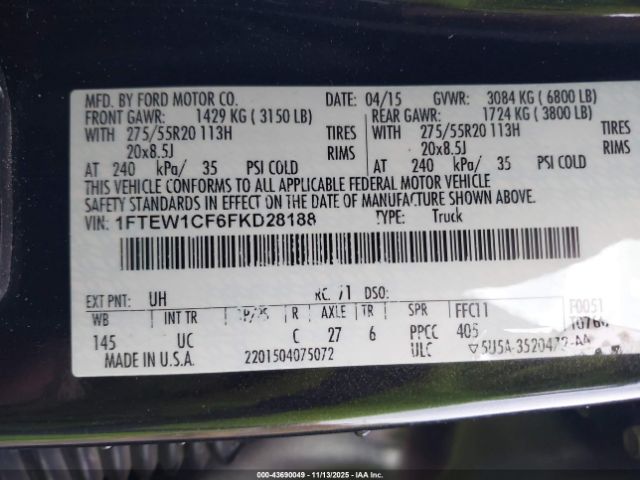 MFD. BY FORD MOTOR CO. DATE: 04/15 GVWR: 3084 KG ( 6800 LB)
FRONT GAWR: 1429 KG ( 3150 LB) REAR GAWR: 1724 KG ( 3800 LB)
WITH 275/55R20 113H TIRES WITH 275/55R20 113H TIRES
20x8.5J RIMS 20x8.5J RIMS
AT 240 kPa/ 35 PSI COLD AT 240 kPa/ 35 PSI COLD
THIS VEHICLE CONFORMS TO ALL APPLICABLE FEDERAL MOTOR VEHICLE
SAFETY STANDARDS IN EFFECT ON THE DATE OF MANUFACTURE SHOWN ABOVE.
VIN: 1FTEW1CF6FKD28188 TYPE: Truck
EXT PNT: UH RC: 71 DSO: F0051
WB INT TR R AXLE TR SPR FFC11
145 UC C 27 6 PPCC 405
MADE IN U.S.A. 2201504075072 ULC
22-43690049 | 11/13/2025 - IAA, Inc.